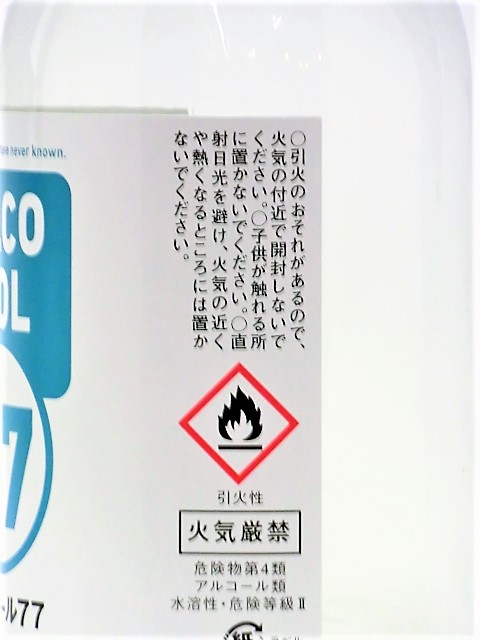 never known.
CO
OL
7
ール77
○引火のおそれがあるので、
火気の付近で開封しないで
ください。○子供が触れる所
に置かないでください。○直
射日光を避け、火気の近く
や熱くなるところには置か
ないでください。
引火性
火気厳禁
危険物第4類
アルコール類
水溶性・危険等級Ⅱ
紙